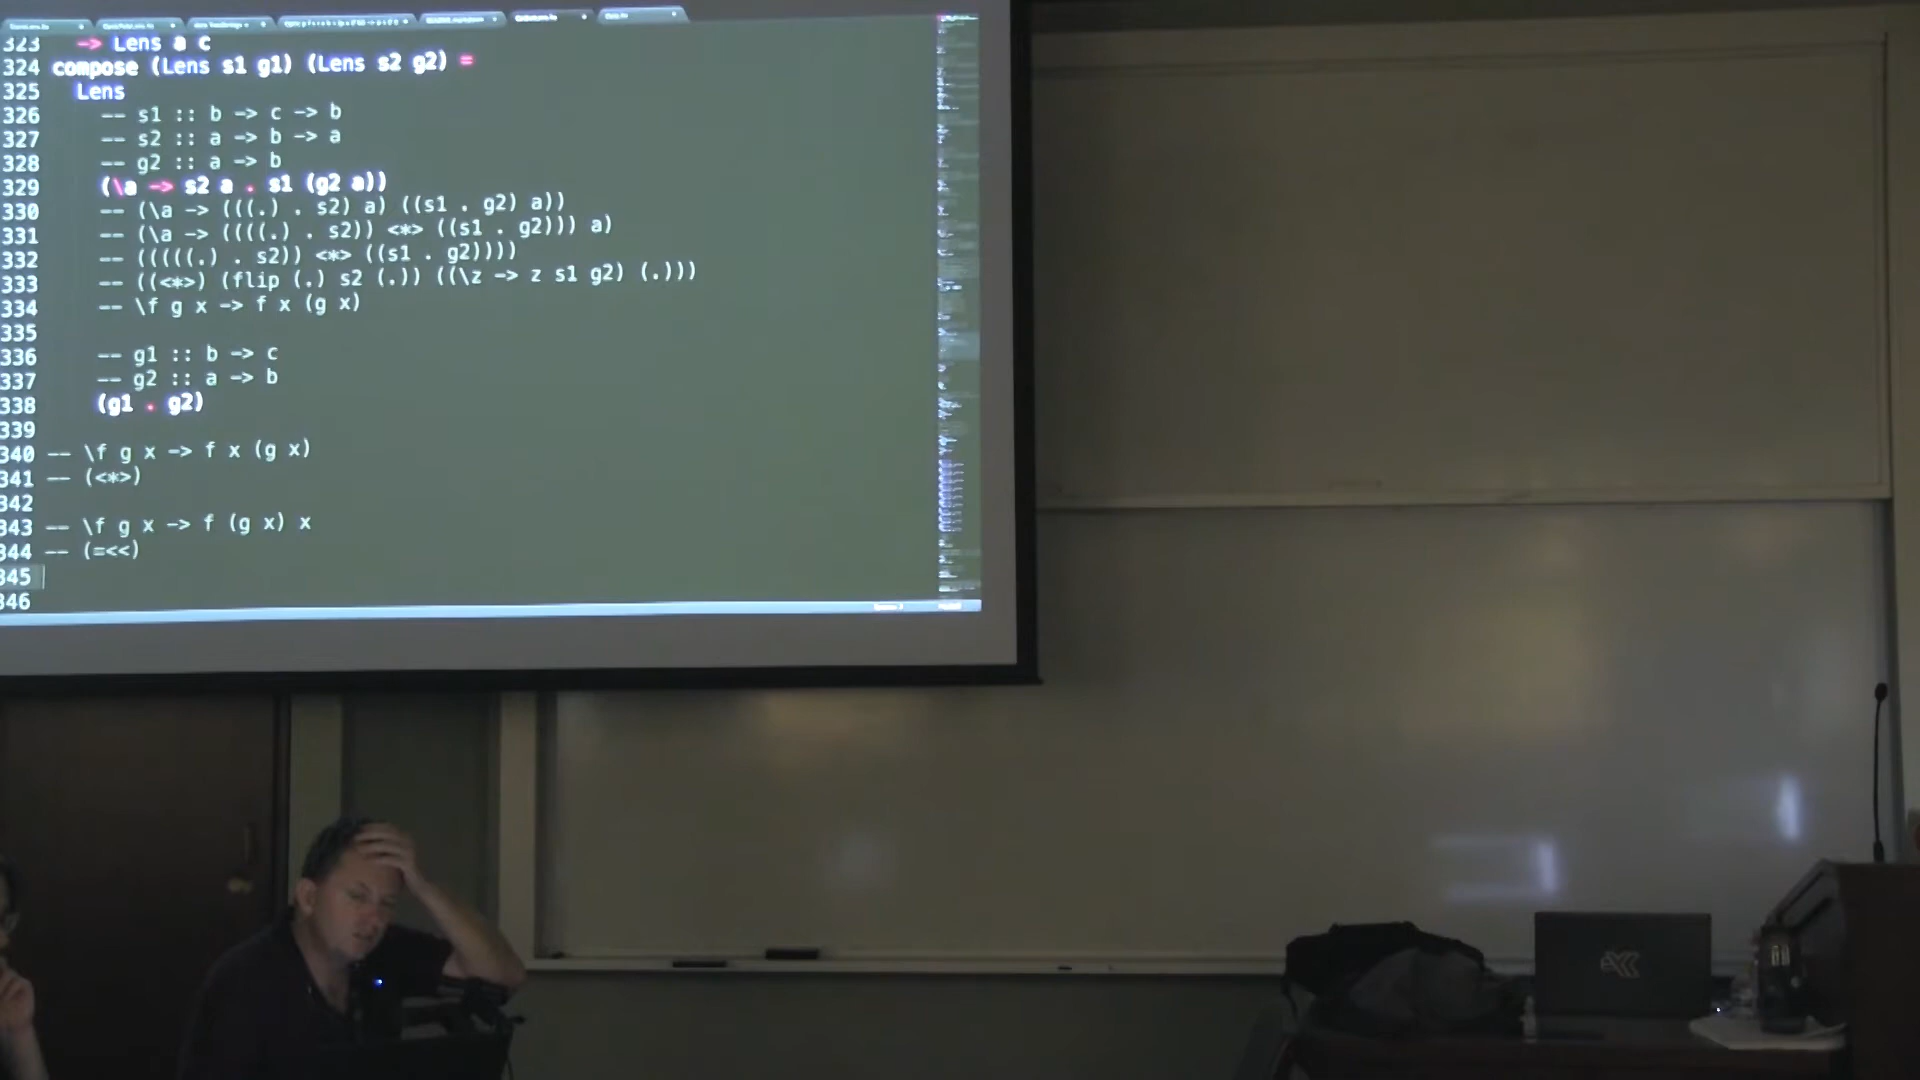 323 -> Lens a c
324 compose (Lens s1 g1) (Lens s2 g2) =
325 Lens
326 -- s1 :: b -> c -> b
327 -- s2 :: a -> b -> a
328 -- g2 :: a -> b
329 (\a -> s2 a . s1 (g2 a))
330 -- (\a -> (((.) . s2) a) ((s1 . g2) a))
331 -- (\a -> ((((.) . s2)) <*> ((s1 . g2))) a)
332 -- (((((.) . s2)) <*> ((s1 . g2))))
333 -- ((<*>) (flip (.) s2 (.)) ((\z -> z s1 g2) (.)))
334 -- \f g x -> f x (g x)
335
336 -- g1 :: b -> c
337 -- g2 :: a -> b
338 (g1 . g2)
339
340 -- \f g x -> f x (g x)
341 -- (<*>)
342
343 -- \f g x -> f (g x) x
344 -- (=<<)
345
346